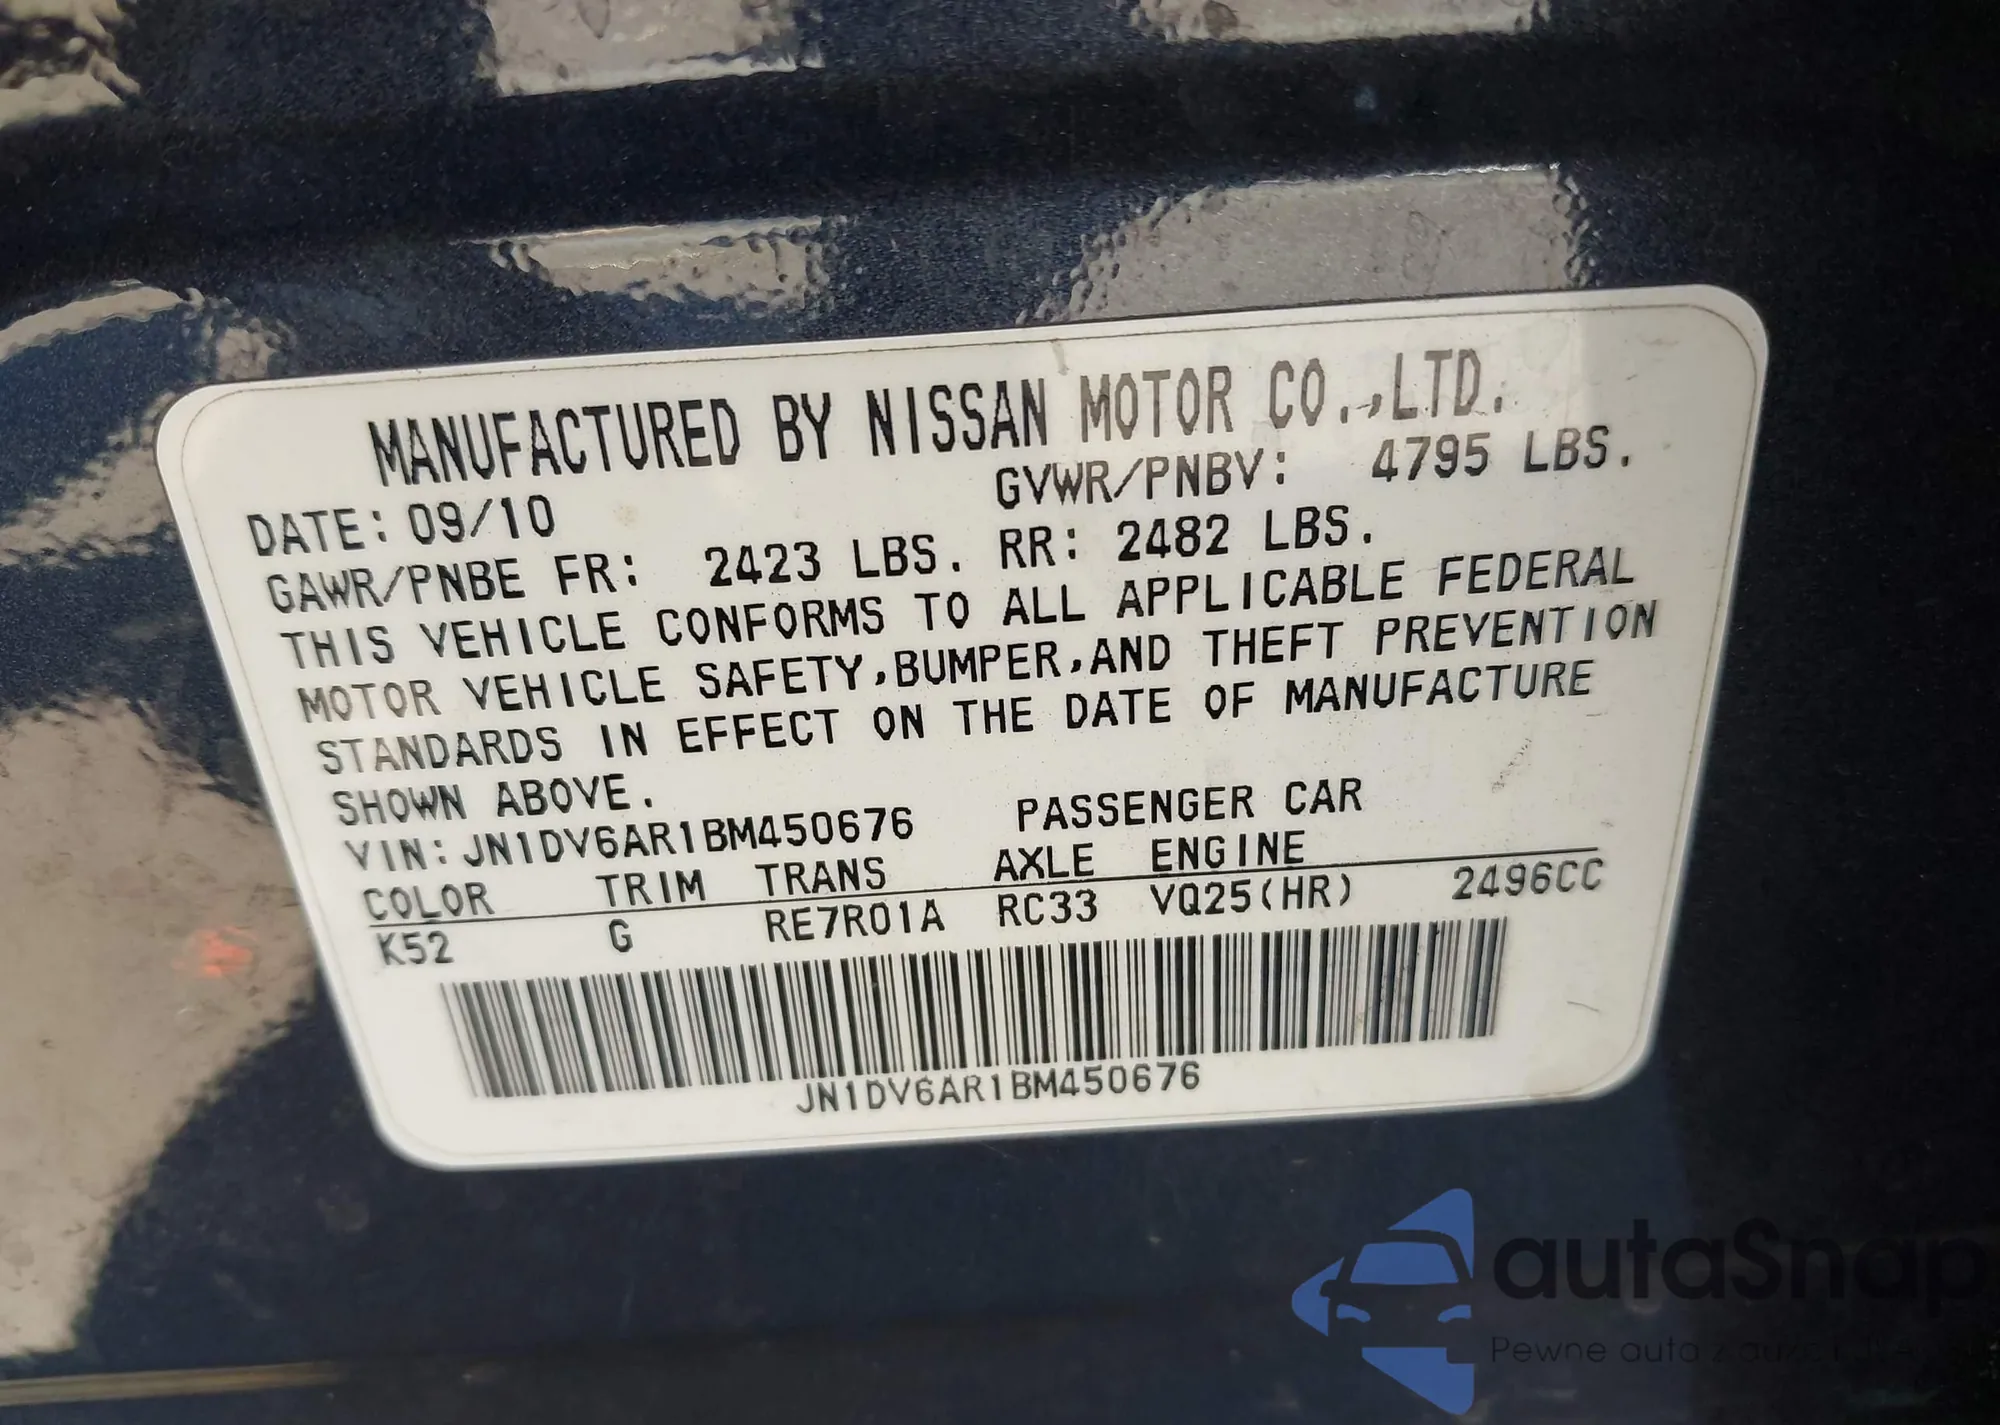 MANUFACTURED BY NISSAN MOTOR CO.,LTD.
DATE: 09/10 GVWR/PNBV: 4795 LBS.
GAWR/PNBE FR: 2423 LBS. RR: 2482 LBS.
THIS VEHICLE CONFORMS TO ALL APPLICABLE FEDERAL
MOTOR VEHICLE SAFETY,BUMPER,AND THEFT PREVENTION
STANDARDS IN EFFECT ON THE DATE OF MANUFACTURE
SHOWN ABOVE.
VIN: JN1DV6AR1BM450676 PASSENGER CAR
COLOR TRIM TRANS AXLE ENGINE
K52 G RE7R01A RC33 VQ25(HR) 2496CC
JN1DV6AR1BM450676
autaSnap
Pewne auto z